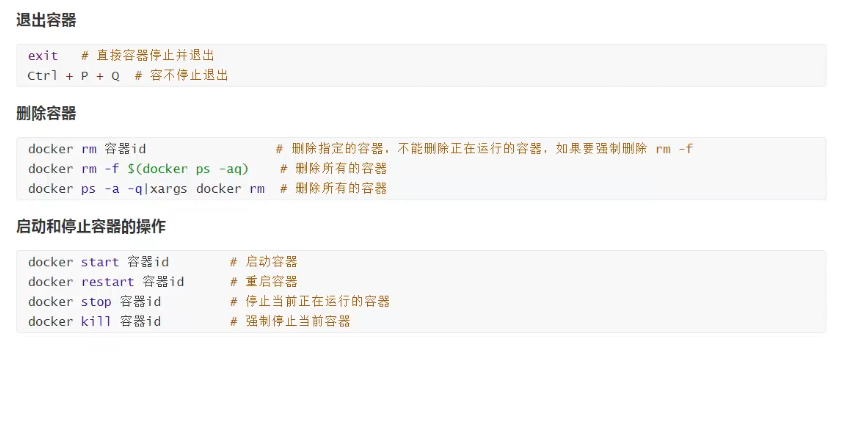 退出容器
exit # 直接容器停止并退出
Ctrl + P + Q # 容不停止退出
删除容器
docker rm 容器id # 删除指定的容器，不能删除正在运行的容器，如果要强制删除 rm -f
docker rm -f $(docker ps -aq) # 删除所有的容器
docker ps -a -q|xargs docker rm # 删除所有的容器
启动和停止容器的操作
docker start 容器id # 启动容器
docker restart 容器id # 重启容器
docker stop 容器id # 停止当前正在运行的容器
docker kill 容器id # 强制停止当前容器